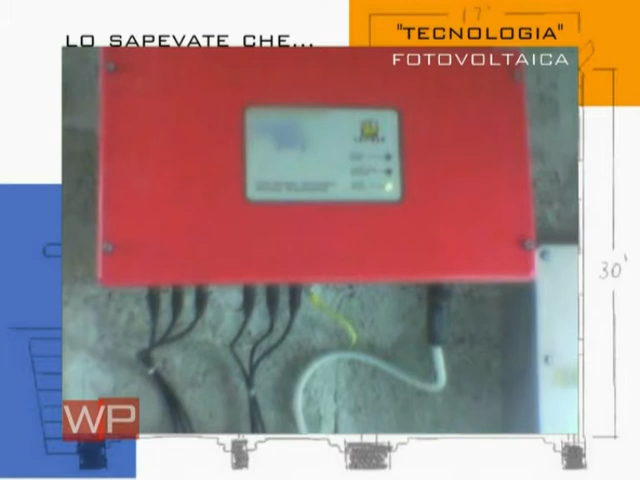 LO SAPEVATE CHE...
17'
"TECNOLOGIA"
FOTOVOLTAICA
30'
WP